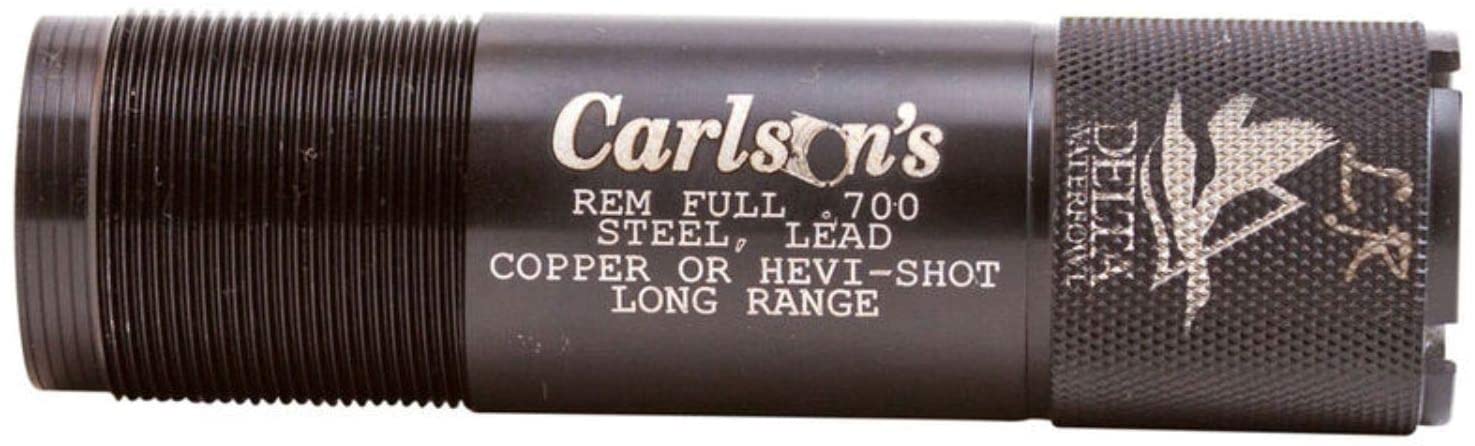 Carlson's
REM FULL .700
STEEL, LEAD
COPPER OR HEVI-SHOT
LONG RANGE
DELTA
WATERFOWL
LR